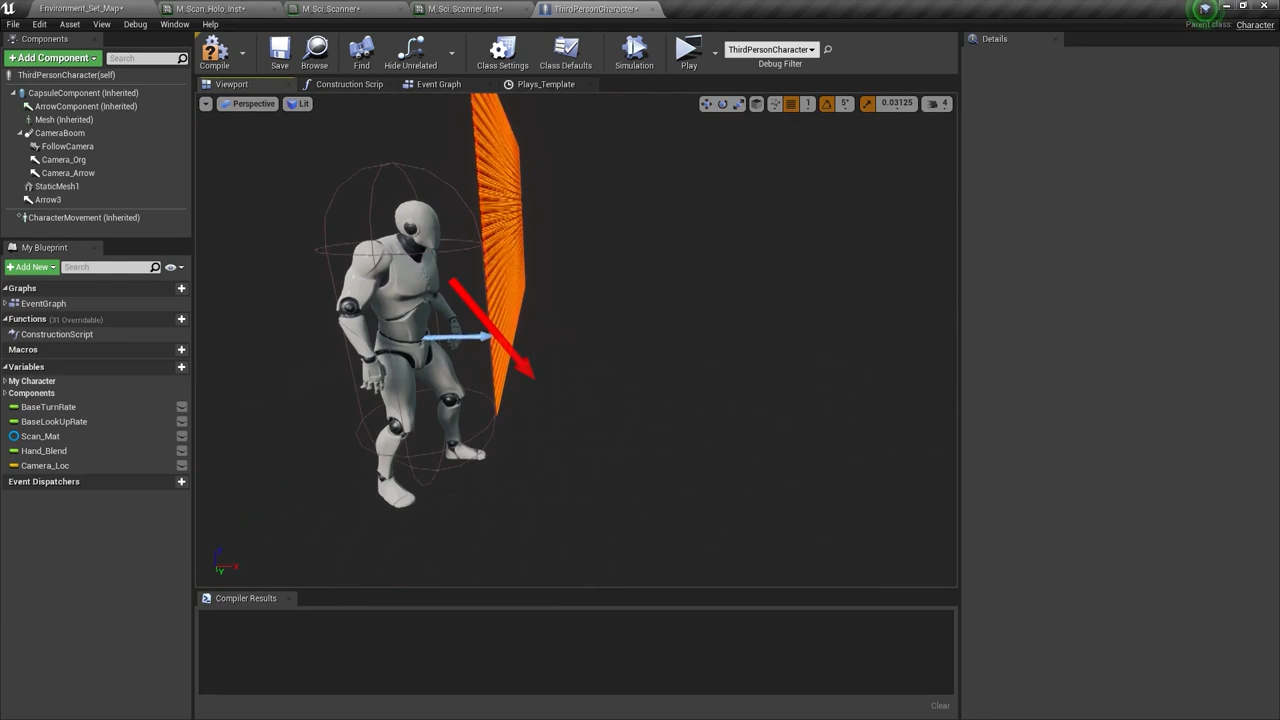 Environment_Set_Map*
M_Scan_Holo_Inst*
M_Sci_Scanner*
M_Sci_Scanner_Inst*
ThirdPersonCharacter*
File Edit Asset View Debug Window Help
Parent class: Character
Components
+Add Component
Search
ThirdPersonCharacter(self)
CapsuleComponent (Inherited)
ArrowComponent (Inherited)
Mesh (Inherited)
CameraBoom
FollowCamera
Camera_Org
Camera_Arrow
StaticMesh1
Arrow3
CharacterMovement (Inherited)
My Blueprint
+Add New
Search
Graphs
EventGraph
Functions (31 Overridable)
ConstructionScript
Macros
Variables
My Character
Components
BaseTurnRate
BaseLookUpRate
Scan_Mat
Hand_Blend
Camera_Loc
Event Dispatchers
Compile
Save
Browse
Find
Hide Unrelated
Class Settings
Class Defaults
Simulation
Play
ThirdPersonCharacter
Debug Filter
Viewport
Construction Scrip
Event Graph
Plays_Template
Perspective
Lit
1
5°
0.03125
4
Z
X
Y
Compiler Results
Clear
Details